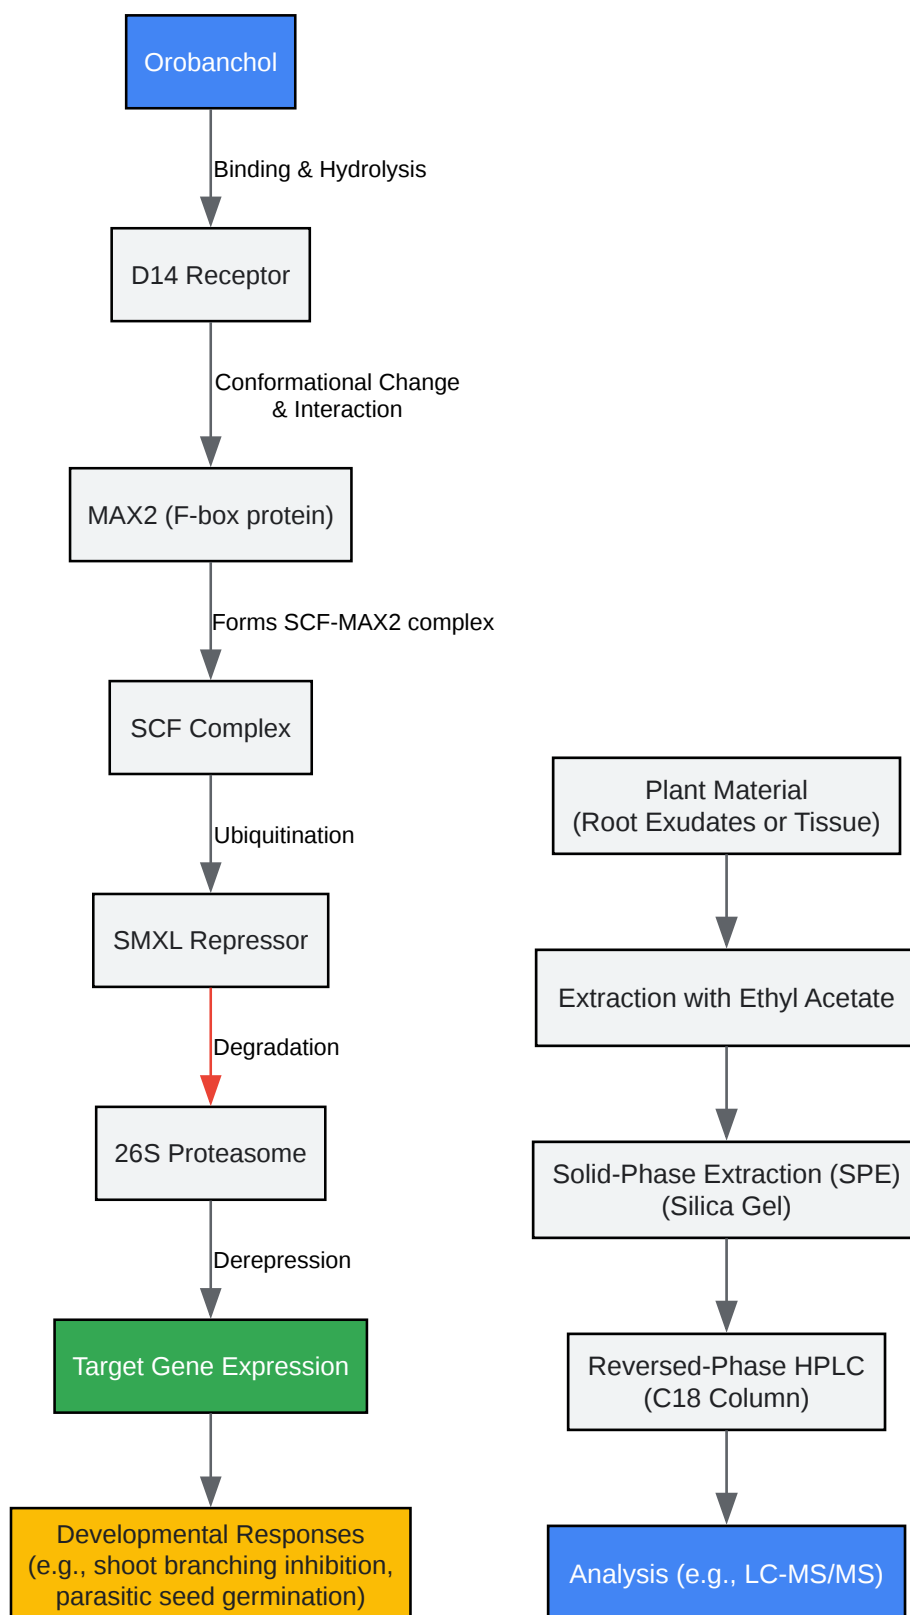 Orobanchol
Binding & Hydrolysis
D14 Receptor
Conformational Change
& Interaction
MAX2 (F-box protein)
Forms SCF-MAX2 complex
SCF Complex
Ubiquitination
SMXL Repressor
Degradation
26S Proteasome
Derepression
Target Gene Expression
Developmental Responses
(e.g., shoot branching inhibition,
parasitic seed germination)
Plant Material
(Root Exudates or Tissue)
Extraction with Ethyl Acetate
Solid-Phase Extraction (SPE)
(Silica Gel)
Reversed-Phase HPLC
(C18 Column)
Analysis (e.g., LC-MS/MS)